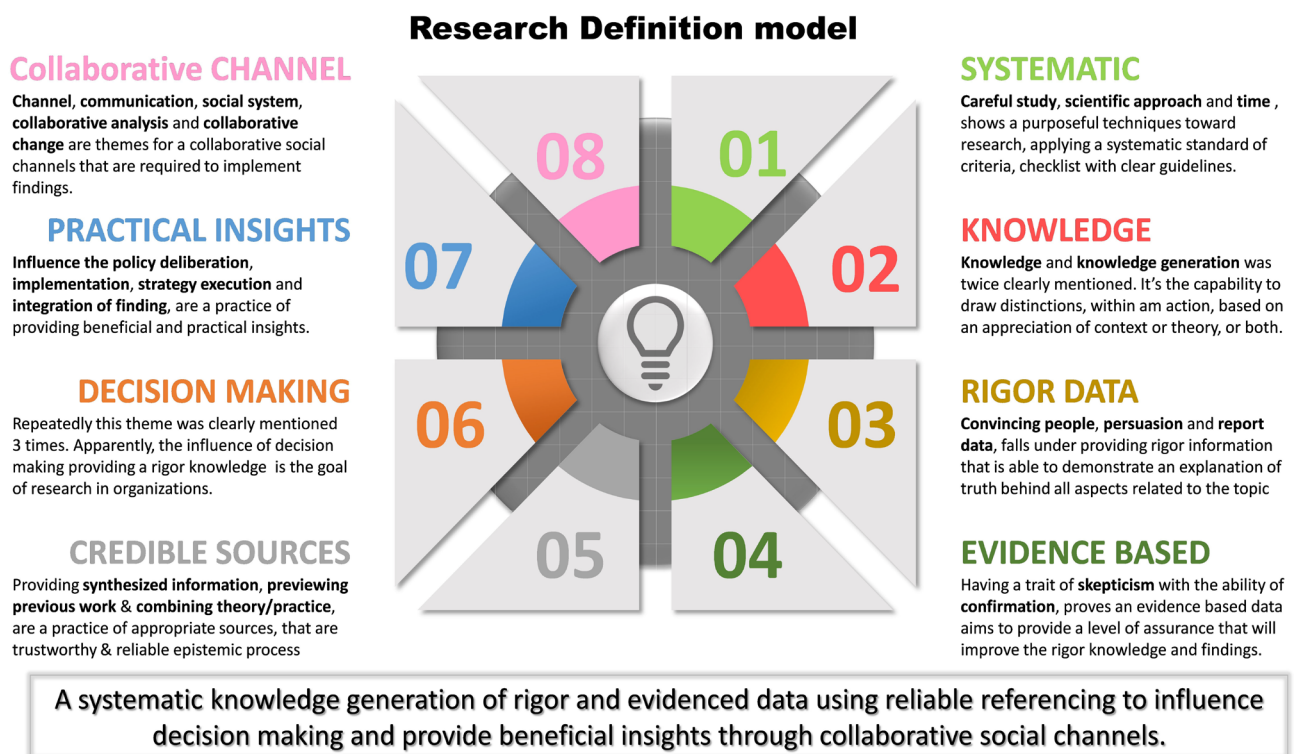 Research Definition model
Collaborative CHANNEL
Channel, communication, social system,
collaborative analysis and collaborative
change are themes for a collaborative social
channels that are required to implement
findings.
PRACTICAL INSIGHTS
Influence the policy deliberation,
implementation, strategy execution and
integration of finding, are a practice of
providing beneficial and practical insights.
DECISION MAKING
Repeatedly this theme was clearly mentioned
3 times. Apparently, the influence of decision
making providing a rigor knowledge is the goal
of research in organizations.
CREDIBLE SOURCES
Providing synthesized information, previewing
previous work & combining theory/practice,
are a practice of appropriate sources, that are
trustworthy & reliable epistemic process
08
01
07
02
06
03
05
04
SYSTEMATIC
Careful study, scientific approach and time ,
shows a purposeful techniques toward
research, applying a systematic standard of
criteria, checklist with clear guidelines.
KNOWLEDGE
Knowledge and knowledge generation was
twice clearly mentioned. It’s the capability to
draw distinctions, within am action, based on
an appreciation of context or theory, or both.
RIGOR DATA
Convincing people, persuasion and report
data, falls under providing rigor information
that is able to demonstrate an explanation of
truth behind all aspects related to the topic
EVIDENCE BASED
Having a trait of skepticism with the ability of
confirmation, proves an evidence based data
aims to provide a level of assurance that will
improve the rigor knowledge and findings.
A systematic knowledge generation of rigor and evidenced data using reliable referencing to influence
decision making and provide beneficial insights through collaborative social channels.